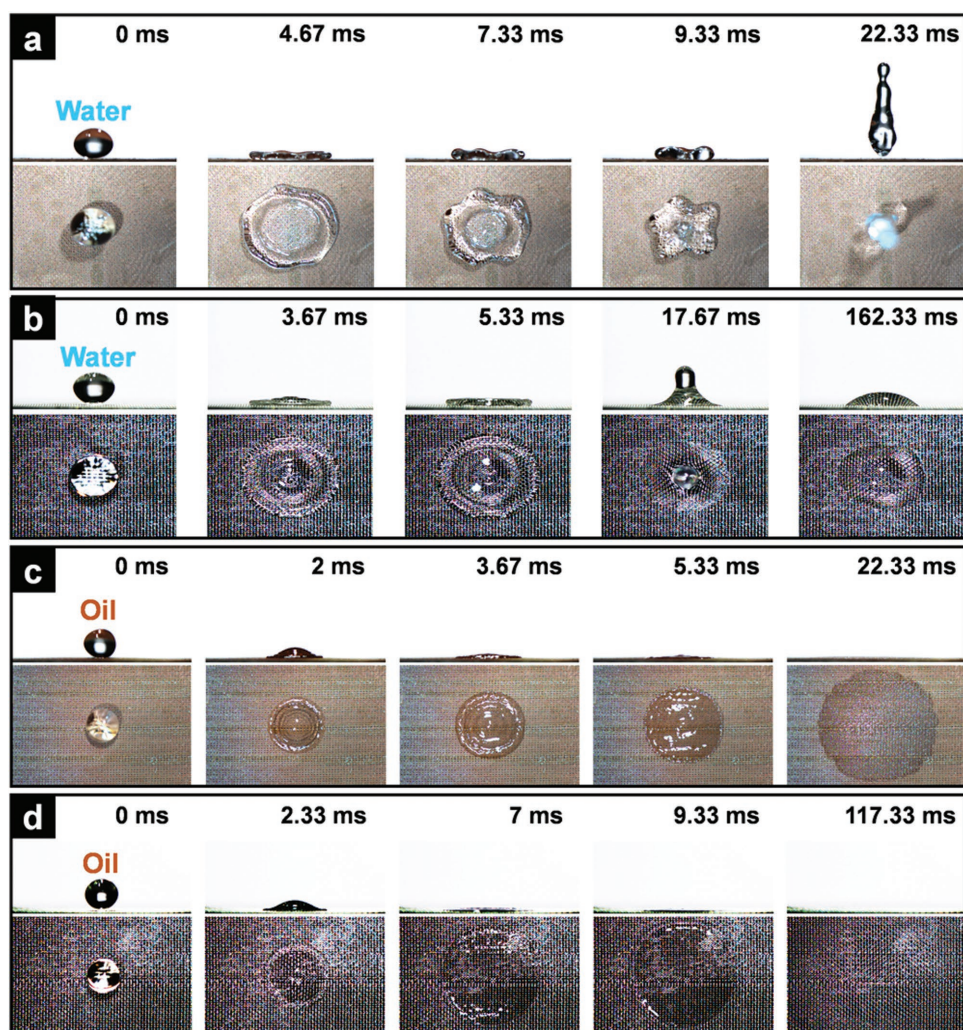 a 0 ms 4.67 ms 7.33 ms 9.33 ms 22.33 ms
Water
b 0 ms 3.67 ms 5.33 ms 17.67 ms 162.33 ms
Water
c 0 ms 2 ms 3.67 ms 5.33 ms 22.33 ms
Oil
d 0 ms 2.33 ms 7 ms 9.33 ms 117.33 ms
Oil